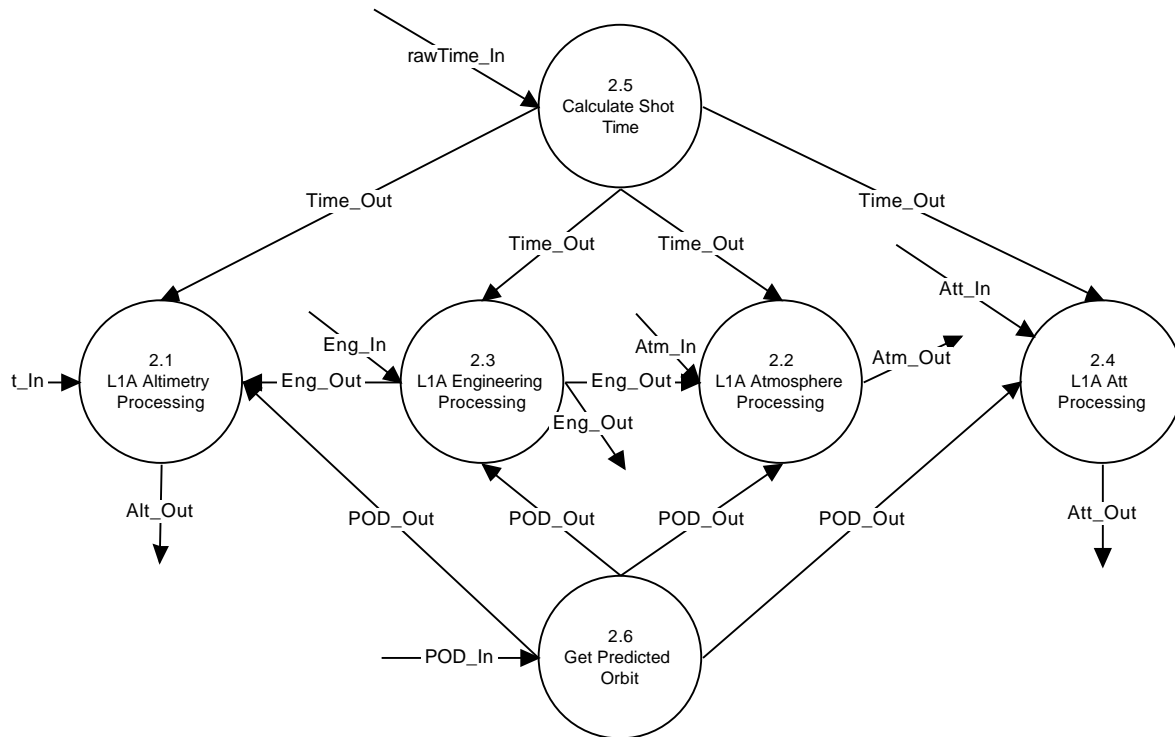 rawTime_In
2.5
Calculate Shot
Time
Time_Out
Time_Out
Time_Out
Time_Out
Att_In
Eng_In
Atm_In
Atm_Out
t_In
2.1
L1A Altimetry
Processing
Eng_Out
2.3
L1A Engineering
Processing
Eng_Out
Eng_Out
2.2
L1A Atmosphere
Processing
2.4
L1A Att
Processing
Alt_Out
POD_Out
POD_Out
POD_Out
POD_Out
Att_Out
POD_In
2.6
Get Predicted
Orbit